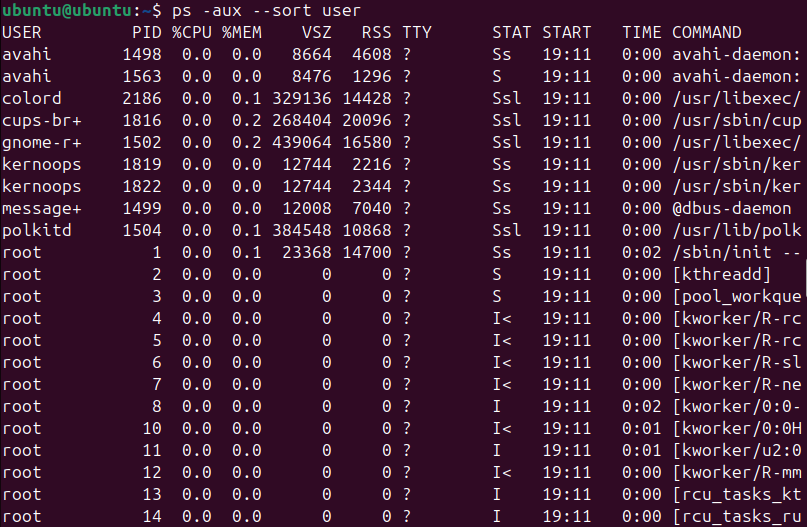 ubuntu@ubuntu:~$ ps -aux --sort user
USER         PID %CPU %MEM    VSZ   RSS TTY      STAT START   TIME COMMAND
avahi       1498  0.0  0.0   8664  4608 ?        Ss   19:11   0:00 avahi-daemon:
avahi       1563  0.0  0.0   8476  1296 ?        S    19:11   0:00 avahi-daemon:
colord      2186  0.0  0.1 329136 14428 ?        Ssl  19:11   0:00 /usr/libexec/
cups-br+    1816  0.0  0.2 268404 20096 ?        Ssl  19:11   0:00 /usr/sbin/cup
gnome-r+    1502  0.0  0.2 439064 16580 ?        Ssl  19:11   0:00 /usr/libexec/
kernoops    1819  0.0  0.0  12744  2216 ?        Ss   19:11   0:00 /usr/sbin/ker
kernoops    1822  0.0  0.0  12744  2344 ?        Ss   19:11   0:00 /usr/sbin/ker
message+    1499  0.0  0.0  12008  7040 ?        Ss   19:11   0:00 @dbus-daemon
polkitd     1504  0.0  0.1 384548 10868 ?        Ssl  19:11   0:00 /usr/lib/polk
root           1  0.0  0.1  23368 14700 ?        Ss   19:11   0:02 /sbin/init --
root           2  0.0  0.0      0     0 ?        S    19:11   0:00 [kthreadd]
root           3  0.0  0.0      0     0 ?        S    19:11   0:00 [pool_workque
root           4  0.0  0.0      0     0 ?        I<   19:11   0:00 [kworker/R-rc
root           5  0.0  0.0      0     0 ?        I<   19:11   0:00 [kworker/R-rc
root           6  0.0  0.0      0     0 ?        I<   19:11   0:00 [kworker/R-sl
root           7  0.0  0.0      0     0 ?        I<   19:11   0:00 [kworker/R-ne
root           8  0.0  0.0      0     0 ?        I    19:11   0:02 [kworker/0:0-
root          10  0.0  0.0      0     0 ?        I<   19:11   0:01 [kworker/0:0H
root          11  0.0  0.0      0     0 ?        I    19:11   0:01 [kworker/u2:0
root          12  0.0  0.0      0     0 ?        I<   19:11   0:00 [kworker/R-mm
root          13  0.0  0.0      0     0 ?        I    19:11   0:00 [rcu_tasks_kt
root          14  0.0  0.0      0     0 ?        I    19:11   0:00 [rcu_tasks_ru